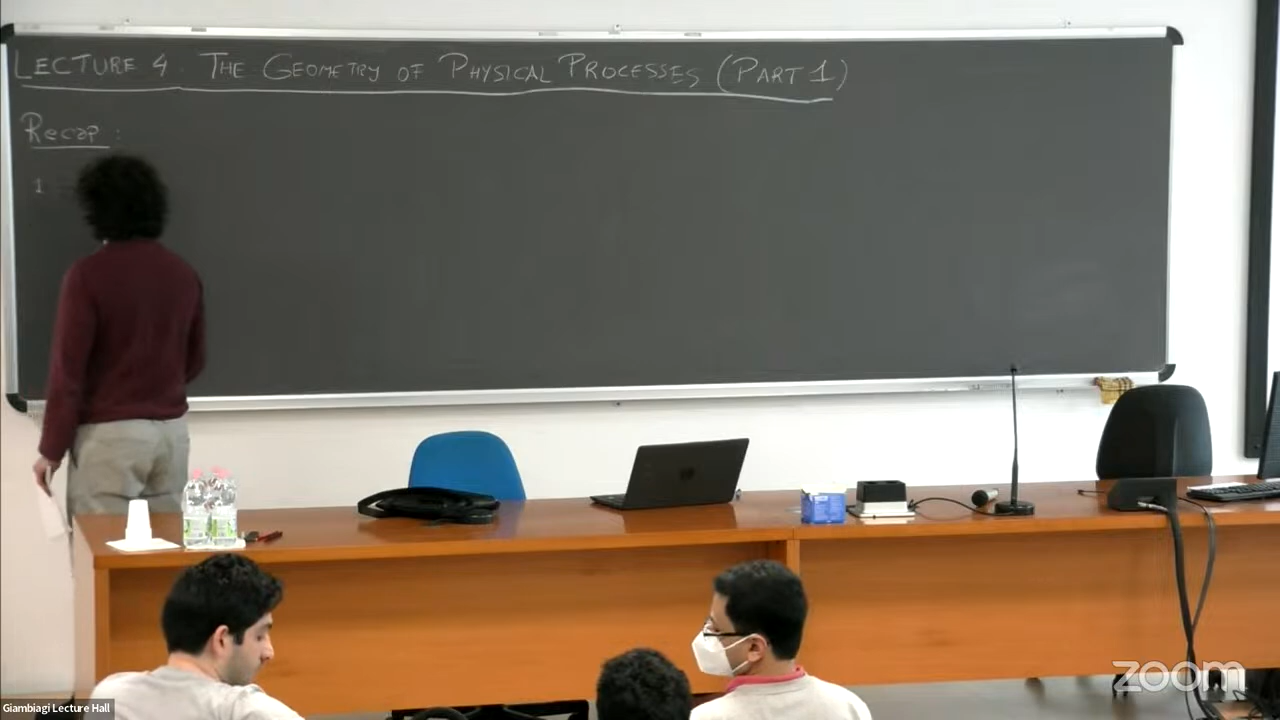 LECTURE 4. THE GEOMETRY OF PHYSICAL PROCESSES (PART 1)
Recap:
1
zoom
Giambiagi Lecture Hall